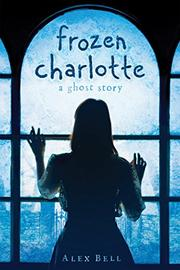 frozen
charlotte
a ghost story
ALEX BELL